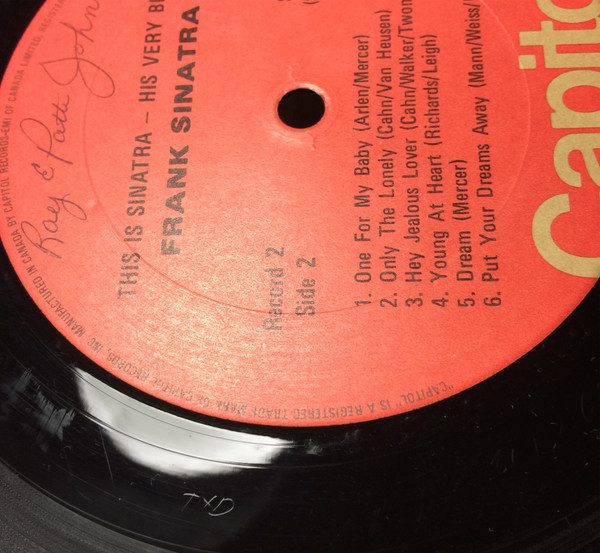 Capito
THIS IS SINATRA – HIS VERY BE
FRANK SINATRA
Record 2
Side 2
1. One For My Baby (Arlen/Mercer)
2. Only The Lonely (Cahn/Van Heusen)
3. Hey Jealous Lover (Cahn/Walker/Twom
4. Young At Heart (Richards/Leigh)
5. Dream (Mercer)
6. Put Your Dreams Away (Mann/Weiss/
Ray & Patti John
MANUFACTURED IN CANADA BY CAPITOL RECORDS-EMI OF CANADA LIMITED, REGISTER
"CAPITOL" IS A REGISTERED TRADE MARK OF CAPITOL RECORDS, INC.
TXD